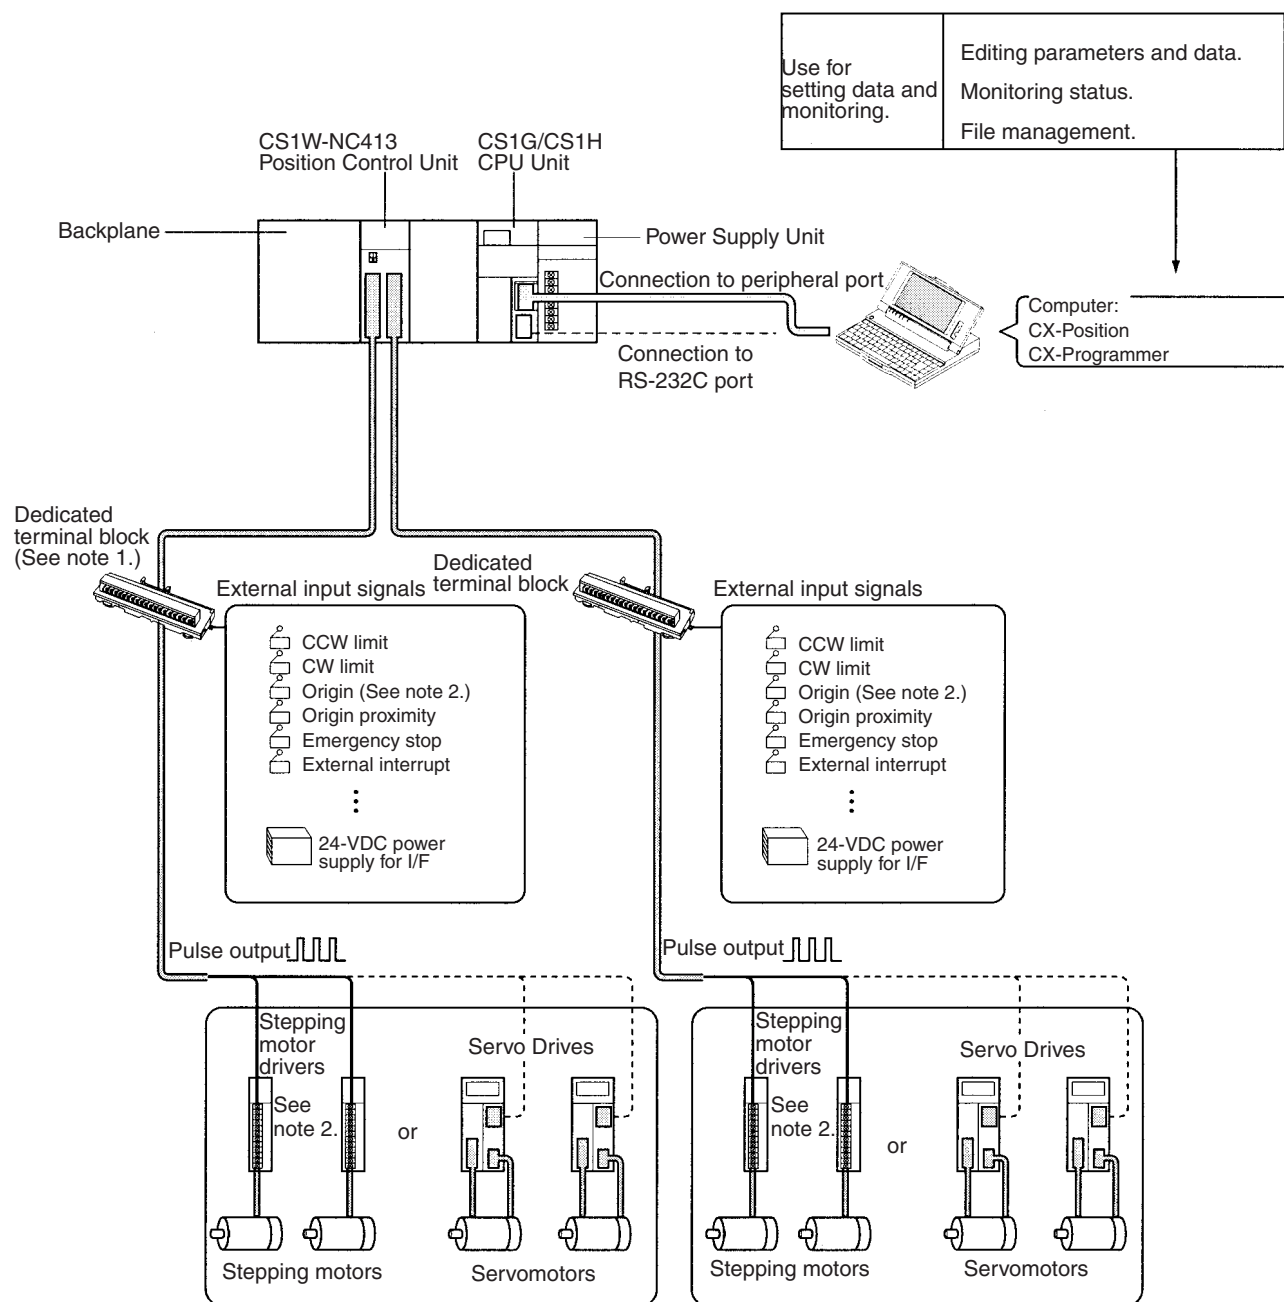 Use for
setting data and
monitoring.
Editing parameters and data.
Monitoring status.
File management.
CS1W-NC413
Position Control Unit
CS1G/CS1H
CPU Unit
Backplane
Power Supply Unit
Connection to peripheral port
Computer:
CX-Position
CX-Programmer
Connection to
RS-232C port
Dedicated
terminal block
(See note 1.)
External input signals
CCW limit
CW limit
Origin (See note 2.)
Origin proximity
Emergency stop
External interrupt
24-VDC power
supply for I/F
Dedicated
terminal block
External input signals
CCW limit
CW limit
Origin (See note 2.)
Origin proximity
Emergency stop
External interrupt
24-VDC power
supply for I/F
Pulse output
Stepping
motor
drivers
Servo Drives
See
note 2.
or
Stepping motors
Servomotors
Pulse output
Stepping
motor
drivers
Servo Drives
See
note 2.
or
Stepping motors
Servomotors